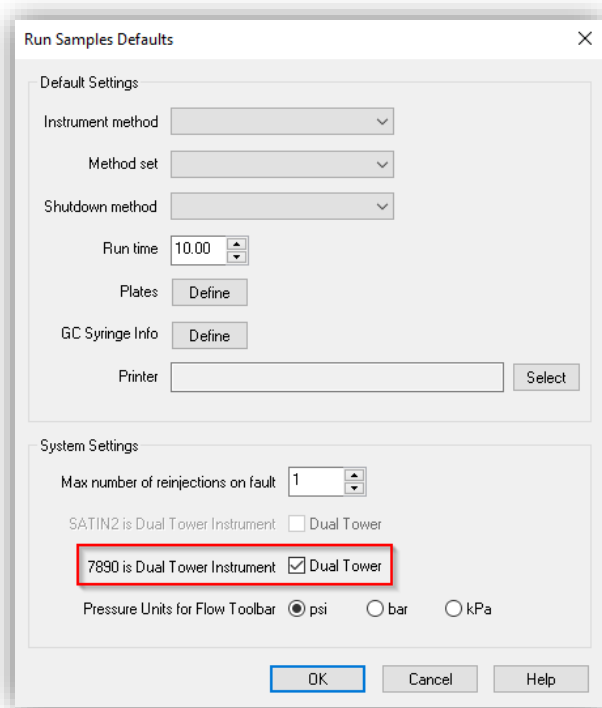 Run Samples Defaults
Default Settings
Instrument method
Method set
Shutdown method
Run time 10.00
Plates Define
GC Syringe Info Define
Printer Select
System Settings
Max number of reinjections on fault 1
SATIN2 is Dual Tower Instrument Dual Tower
7890 is Dual Tower Instrument Dual Tower
Pressure Units for Flow Toolbar psi bar kPa
OK Cancel Help